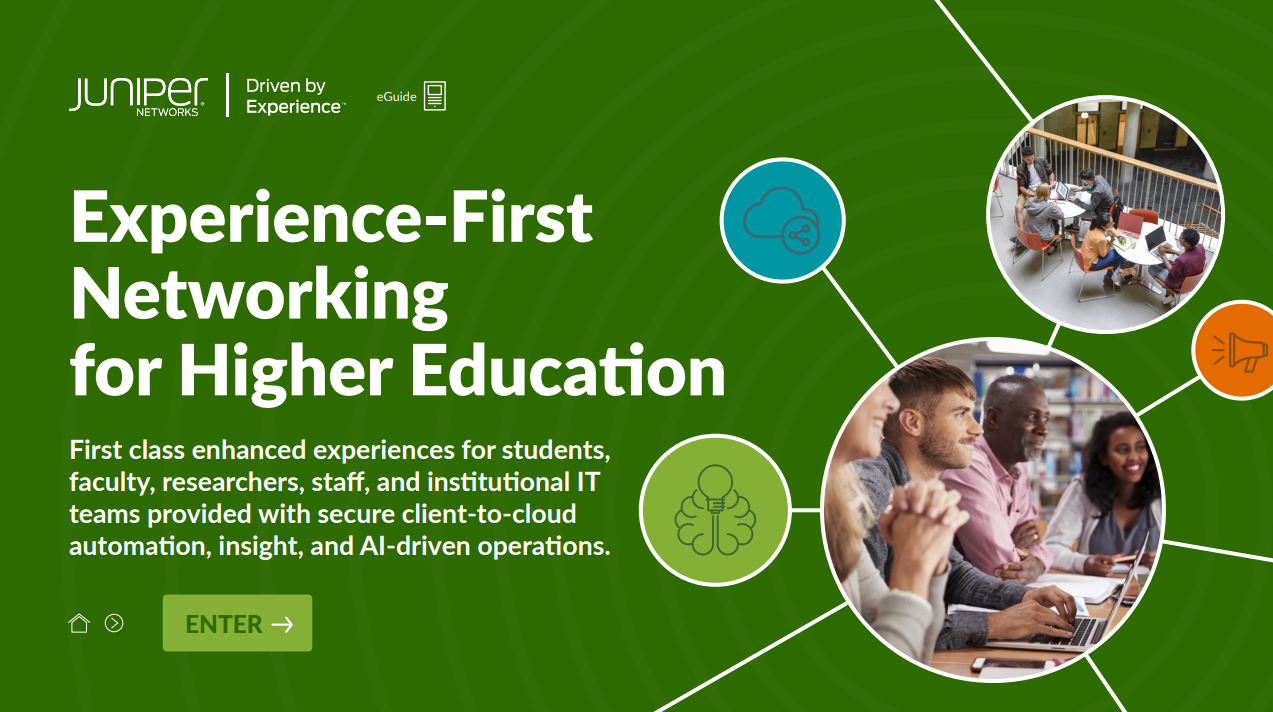 JUNIPER
NETWORKS
Driven by
Experience™
eGuide
Experience-First
Networking
for Higher Education
First class enhanced experiences for students,
faculty, researchers, staff, and institutional IT
teams provided with secure client-to-cloud
automation, insight, and AI-driven operations.
ENTER